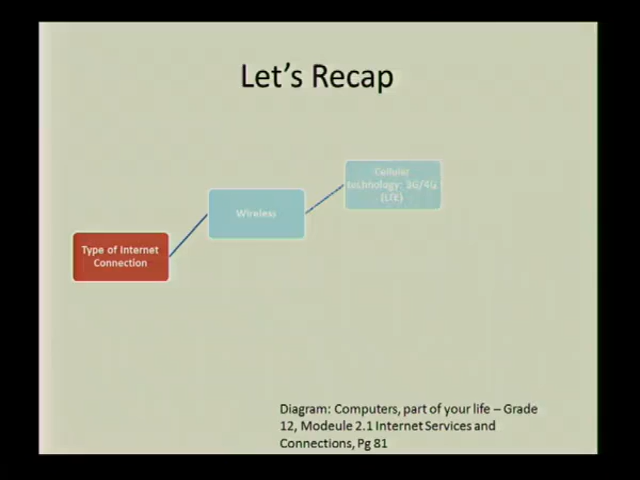 Let's Recap
Cellular
technology: 3G/4G
(LTE)
Wireless
Type of Internet
Connection
Diagram: Computers, part of your life – Grade
12, Modeule 2.1 Internet Services and
Connections, Pg 81